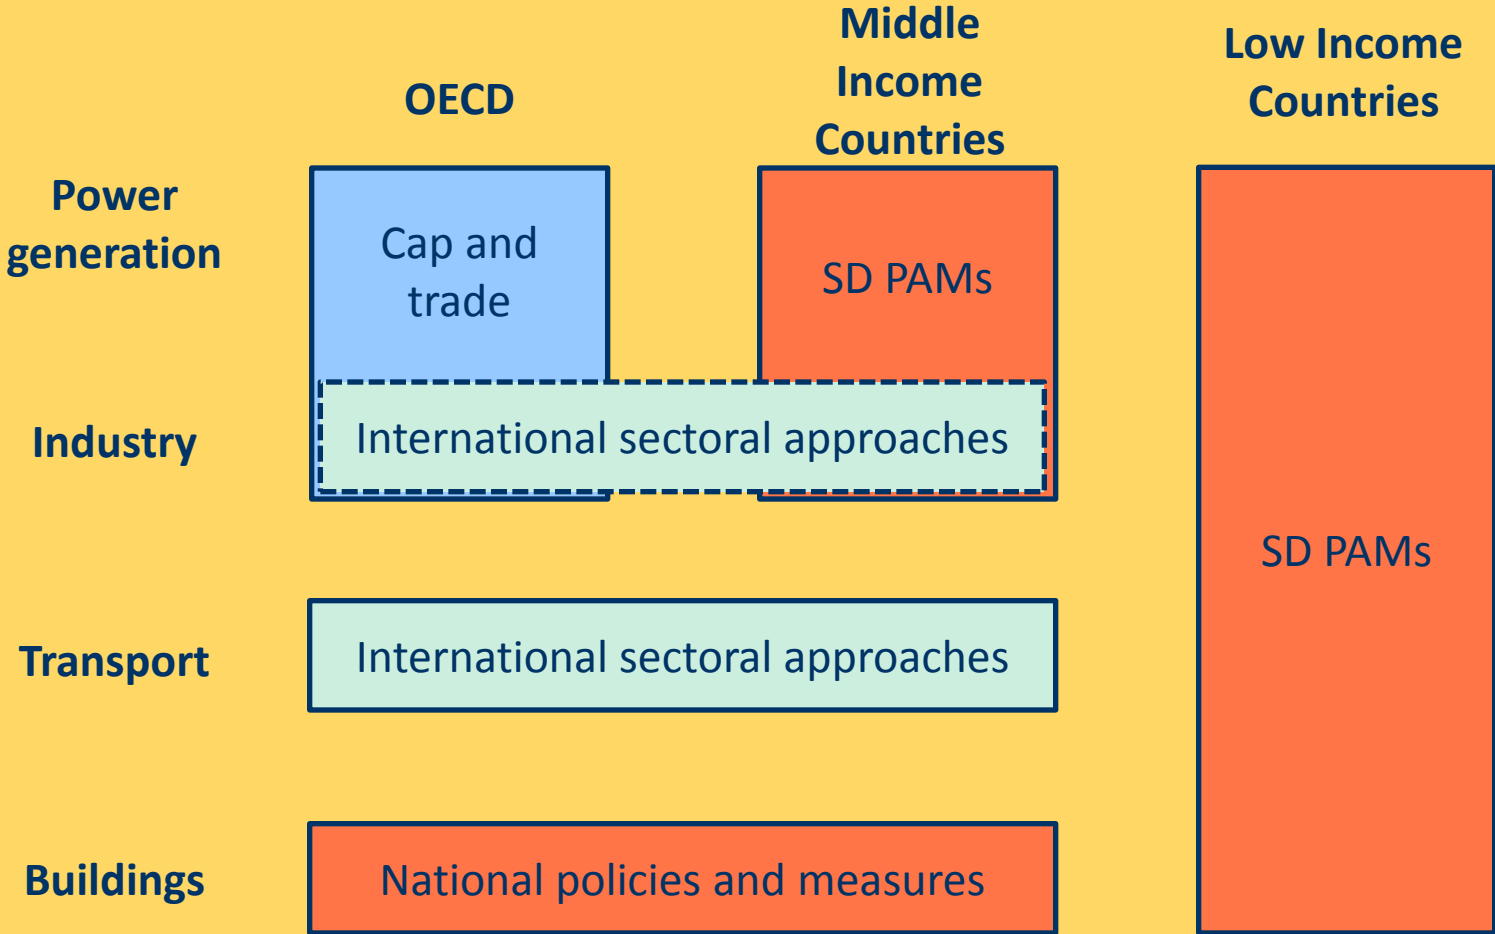 OECD
Middle
Income
Countries
Low Income
Countries
Power
generation
Cap and
trade
SD PAMs
Industry
International sectoral approaches
SD PAMs
Transport
International sectoral approaches
Buildings
National policies and measures